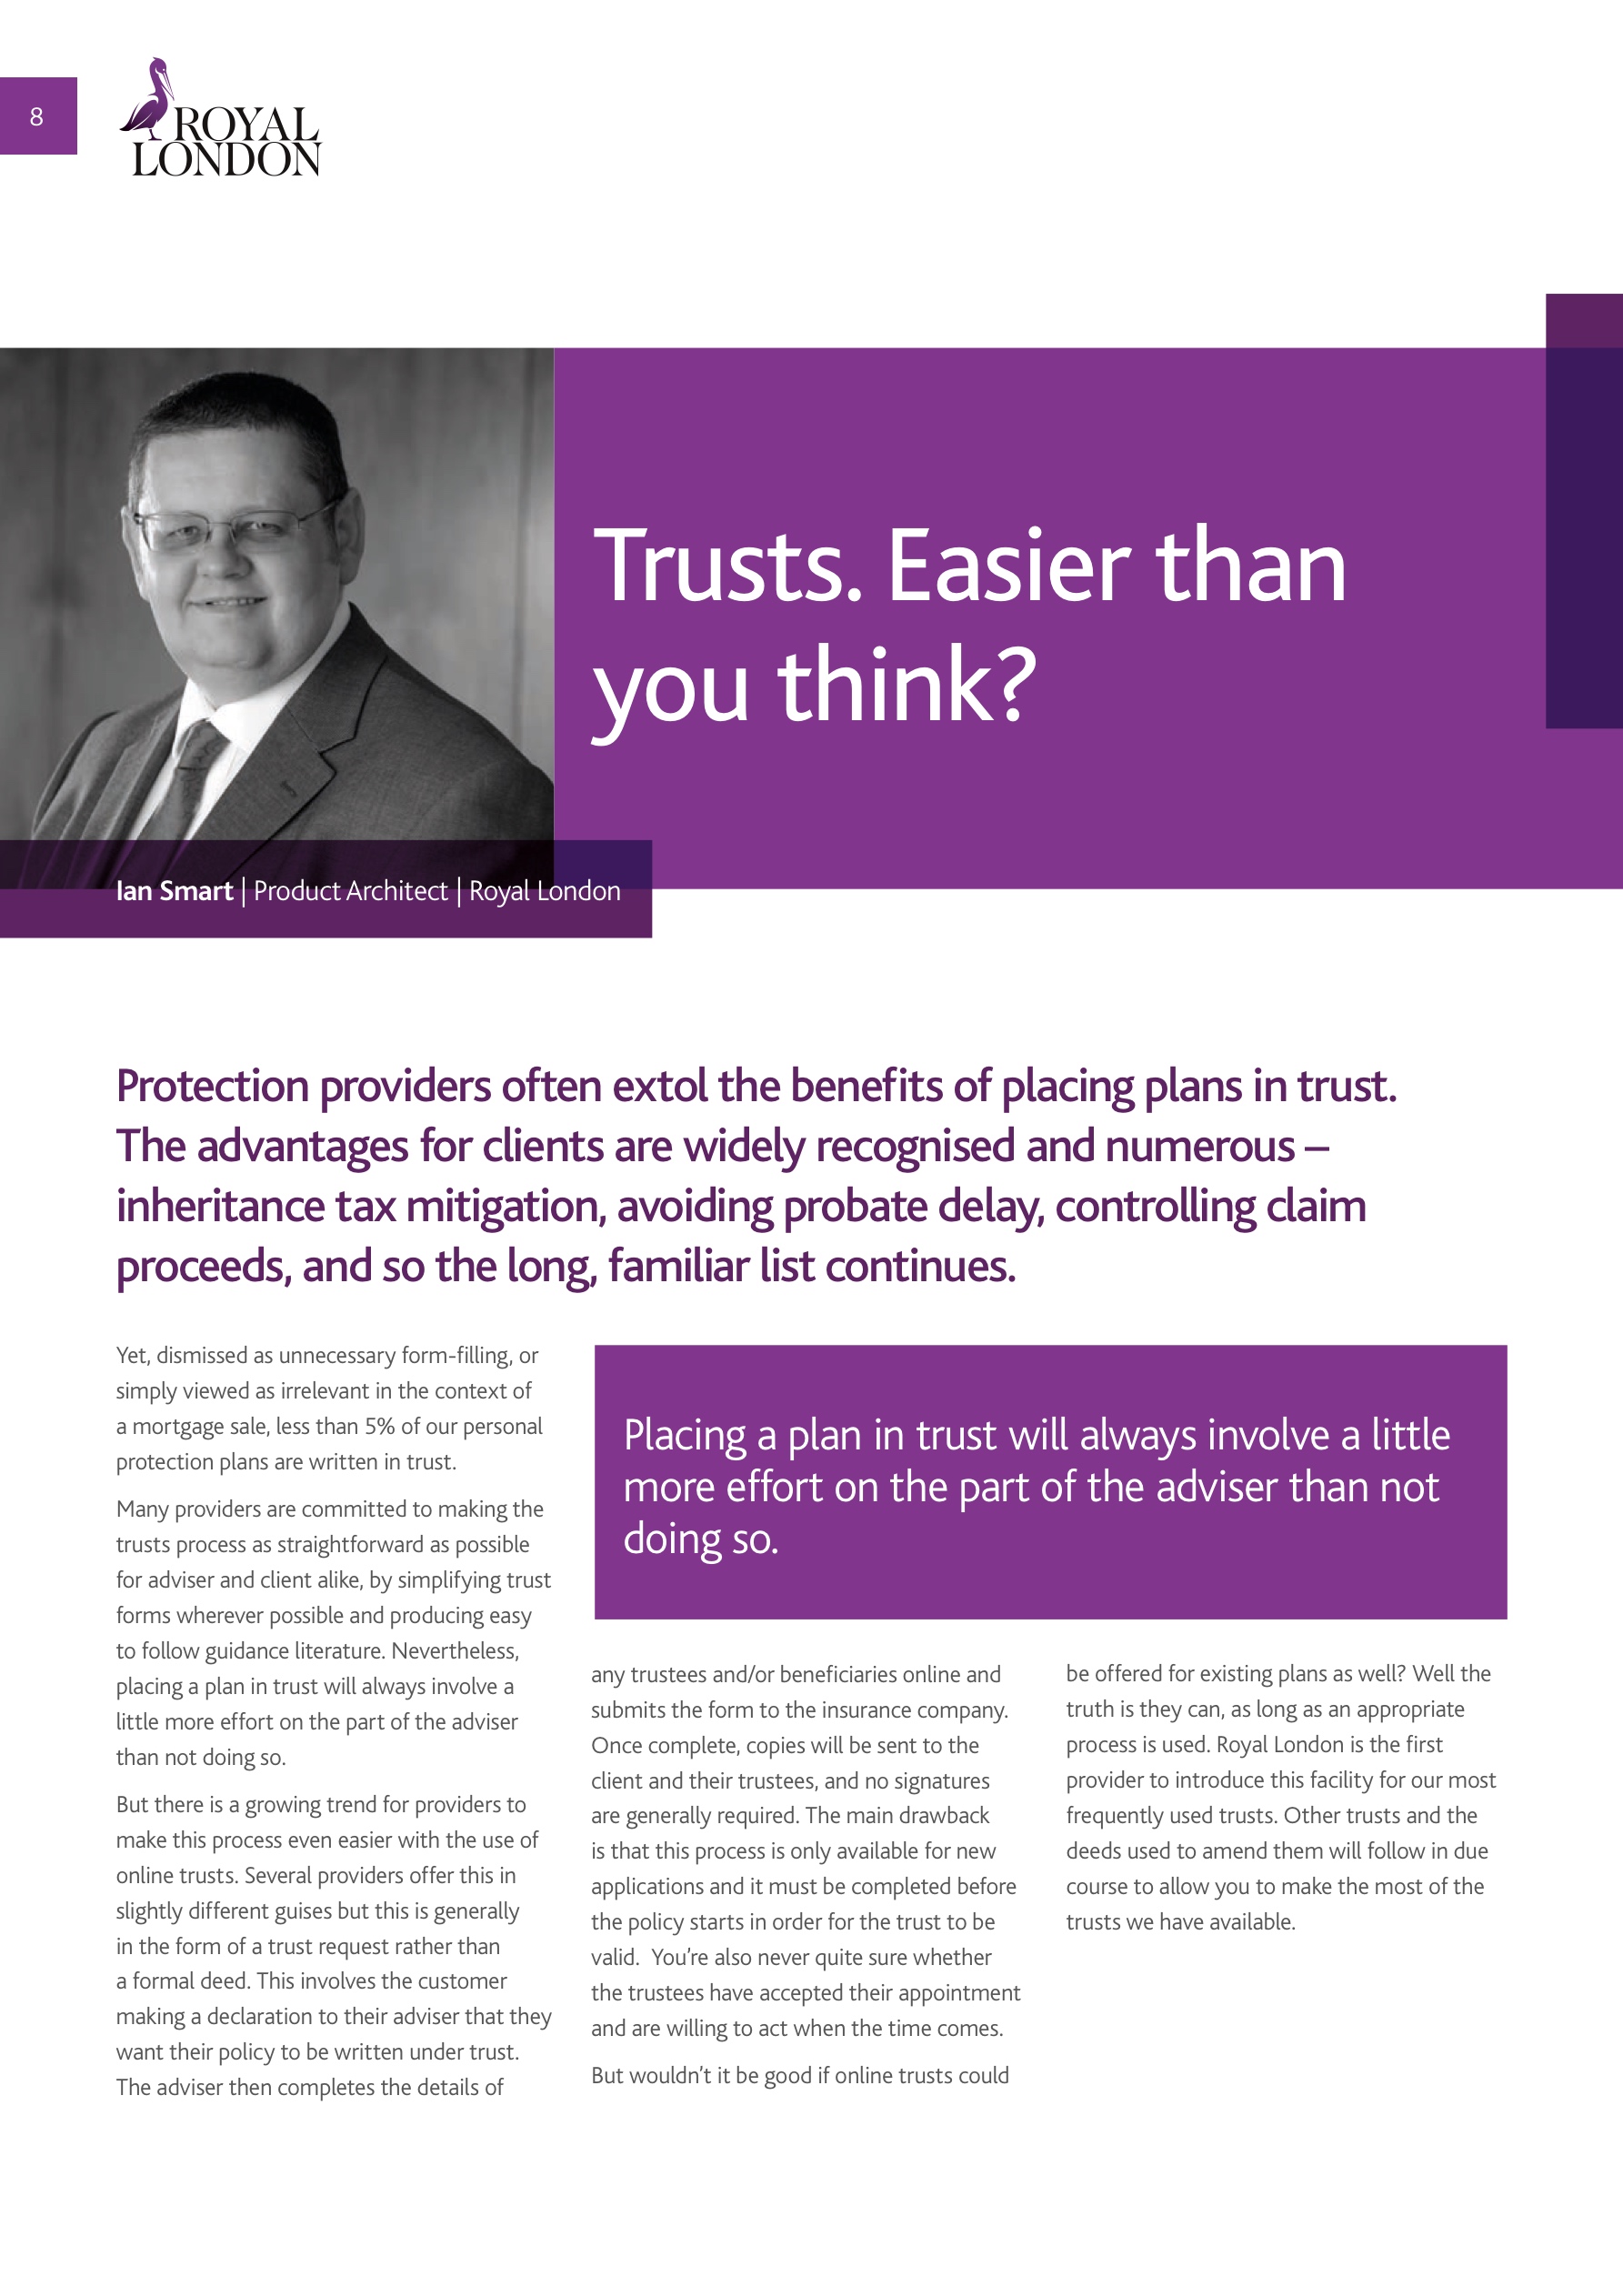 8
ROYAL
LONDON
Trusts. Easier than
you think?
Ian Smart | Product Architect | Royal London
Protection providers often extol the benefits of placing plans in trust.
The advantages for clients are widely recognised and numerous –
inheritance tax mitigation, avoiding probate delay, controlling claim
proceeds, and so the long, familiar list continues.
Yet, dismissed as unnecessary form-filling, or
simply viewed as irrelevant in the context of
a mortgage sale, less than 5% of our personal
protection plans are written in trust.
Many providers are committed to making the
trusts process as straightforward as possible
for adviser and client alike, by simplifying trust
forms wherever possible and producing easy
to follow guidance literature. Nevertheless,
placing a plan in trust will always involve a
little more effort on the part of the adviser
than not doing so.
But there is a growing trend for providers to
make this process even easier with the use of
online trusts. Several providers offer this in
slightly different guises but this is generally
in the form of a trust request rather than
a formal deed. This involves the customer
making a declaration to their adviser that they
want their policy to be written under trust.
The adviser then completes the details of
Placing a plan in trust will always involve a little
more effort on the part of the adviser than not
doing so.
any trustees and/or beneficiaries online and
submits the form to the insurance company.
Once complete, copies will be sent to the
client and their trustees, and no signatures
are generally required. The main drawback
is that this process is only available for new
applications and it must be completed before
the policy starts in order for the trust to be
valid.  You're also never quite sure whether
the trustees have accepted their appointment
and are willing to act when the time comes.
But wouldn't it be good if online trusts could
be offered for existing plans as well? Well the
truth is they can, as long as an appropriate
process is used. Royal London is the first
provider to introduce this facility for our most
frequently used trusts. Other trusts and the
deeds used to amend them will follow in due
course to allow you to make the most of the
trusts we have available.